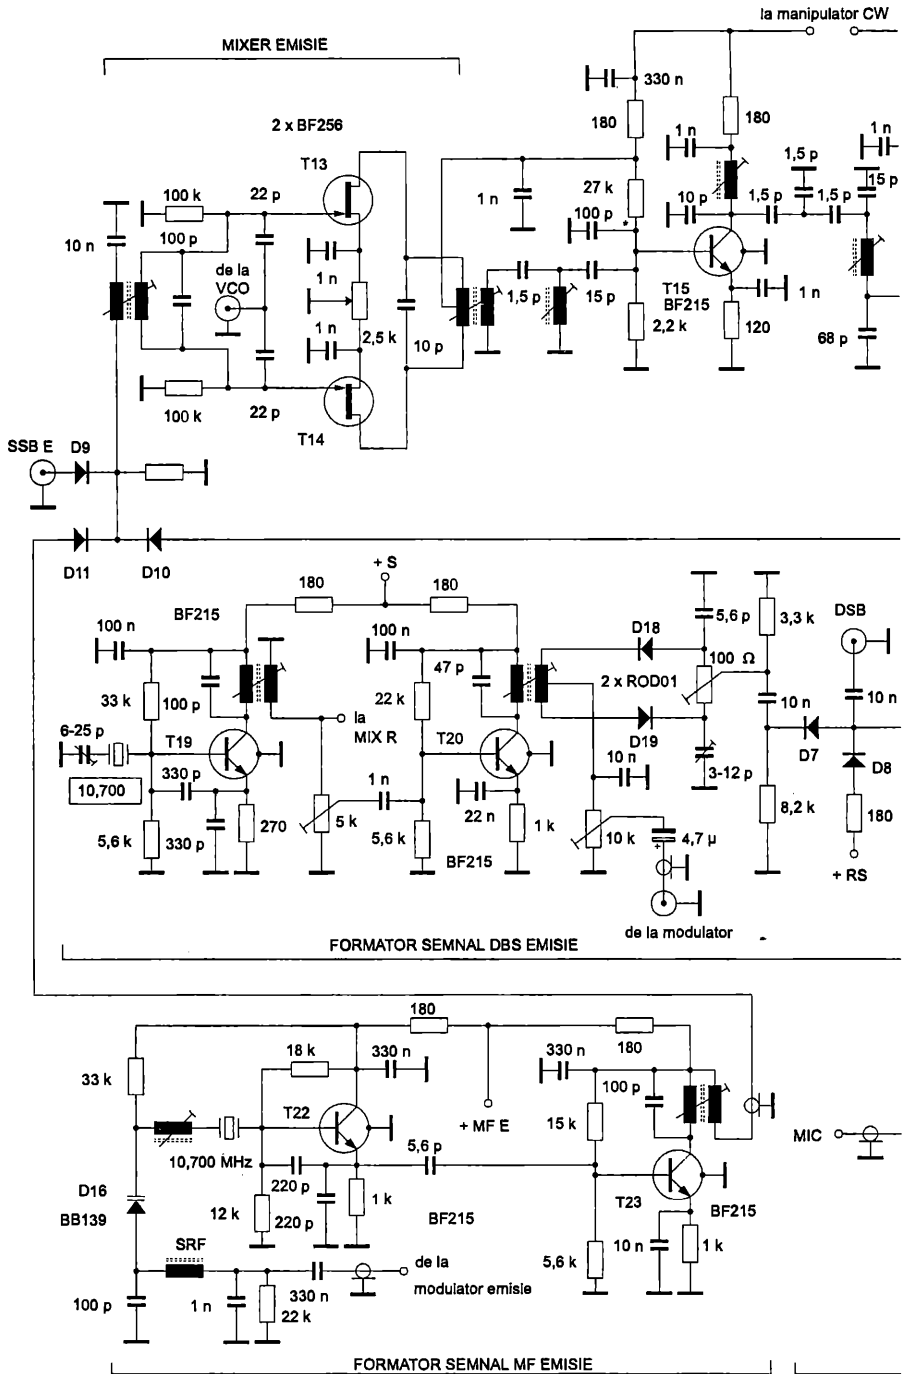 la manipulator CW
MIXER EMISIE
330 n
2 x BF256
180
180
1 n
T13
1,5 p
1 n
15 p
100 k
22 p
1 n
27 k
10 p
1,5 p
1,5 p
100 p
*
10 n
100 p
1 n
de la
VCO
T15
BF215
1 n
1,5 p
15 p
1 n
2,5 k
10 p
2,2 k
120
68 p
100 k
22 p
T14
SSB E
D9
D11
D10
+ S
180
180
BF215
5,6 p
3,3 k
DSB
100 n
100 n
D18
100 Ω
47 p
2 x ROD01
33 k
100 p
22 k
10 n
10 n
6-25 p
la
MIX R
T19
T20
D19
D7
D8
10 n
3-12 p
10,700
330 p
1 n
22 n
5 k
8,2 k
180
5,6 k
330 p
270
5,6 k
1 k
10 k
4,7 µ
+
BF215
+ RS
de la modulator
FORMATOR SEMNAL DBS EMISIE
180
180
18 k
330 n
330 n
33 k
100 p
T22
+ MF E
15 k
MIC
10,700 MHz
5,6 p
D16
220 p
T23
BF215
BB139
12 k
220 p
1 k
BF215
10 n
1 k
SRF
5,6 k
de la
modulator emisie
330 n
100 p
1 n
22 k
FORMATOR SEMNAL MF EMISIE